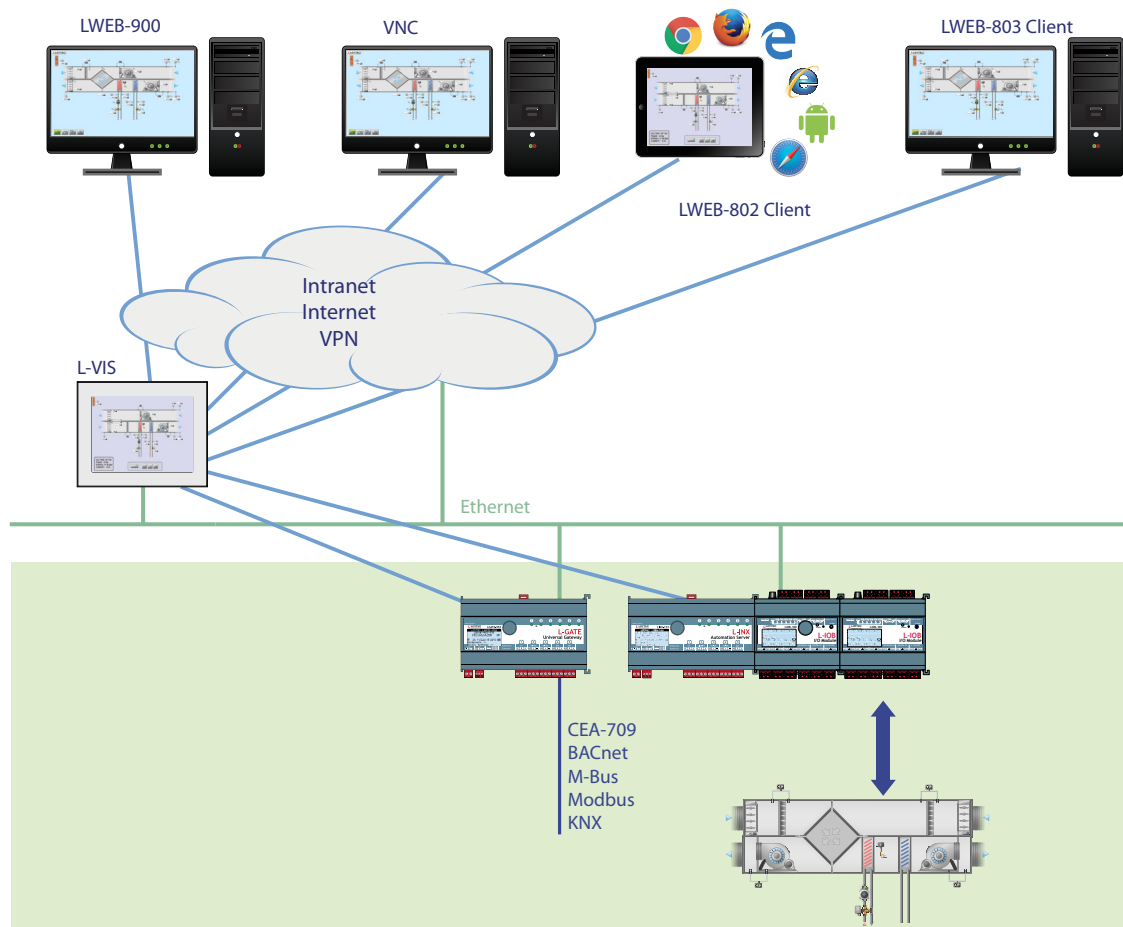 LWEB-900
VNC
LWEB-803 Client
LWEB-802 Client
Intranet
Internet
VPN
L-VIS
Ethernet
L-GATE
Universal Gateway
L-INX
Automation Server
L-IOB
I/O Module
L-IOB
I/O Module
CEA-709
BACnet
M-Bus
Modbus
KNX